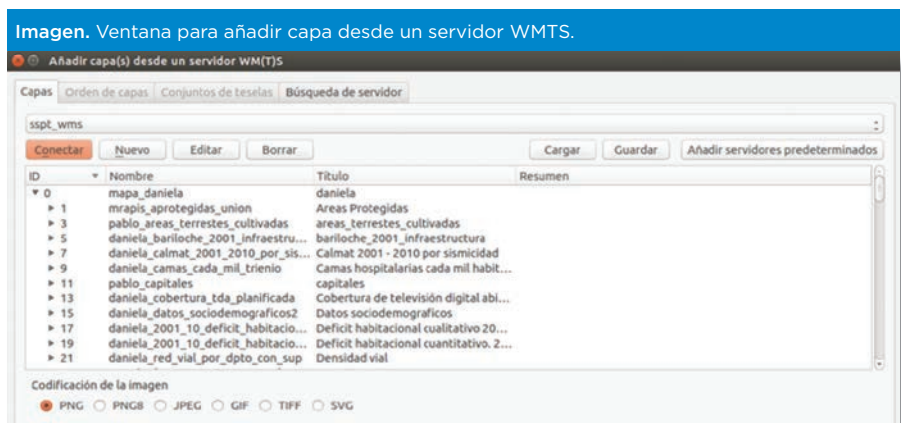 Imagen. Ventana para añadir capa desde un servidor WMTS.
Añadir capa(s) desde un servidor WM(T)S
Capas Orden de capas Conjuntos de teselas Búsqueda de servidor
sspt_wms
Conectar Nuevo Editar Borrar Cargar Guardar Añadir servidores predeterminados
ID Nombre Título Resumen
0 mapa_daniela daniela
1 mrapis_aprotegidas_union Areas Protegidas
3 pablo_areas_terrestes_cultivadas areas_terrestes_cultivadas
5 daniela_bariloche_2001_infraestru... bariloche_2001_infraestructura
7 daniela_calmat_2001_2010_por_sis... Calmat 2001 - 2010 por sismicidad
9 daniela_camas_cada_mil_trienio Camas hospitalarias cada mil habit...
11 pablo_capitales capitales
13 daniela_cobertura_tda_planificada Cobertura de televisión digital abi...
15 daniela_datos_sociodemograficos2 Datos sociodemograficos
17 daniela_2001_10_deficit_habitacio... Deficit habitacional cualitativo 20...
19 daniela_2001_10_deficit_habitacio... Deficit habitacional cuantitativo. 2...
21 daniela_red_vial_por_dpto_con_sup Densidad vial
Codificación de la imagen
PNG PNG8 JPEG GIF TIFF SVG